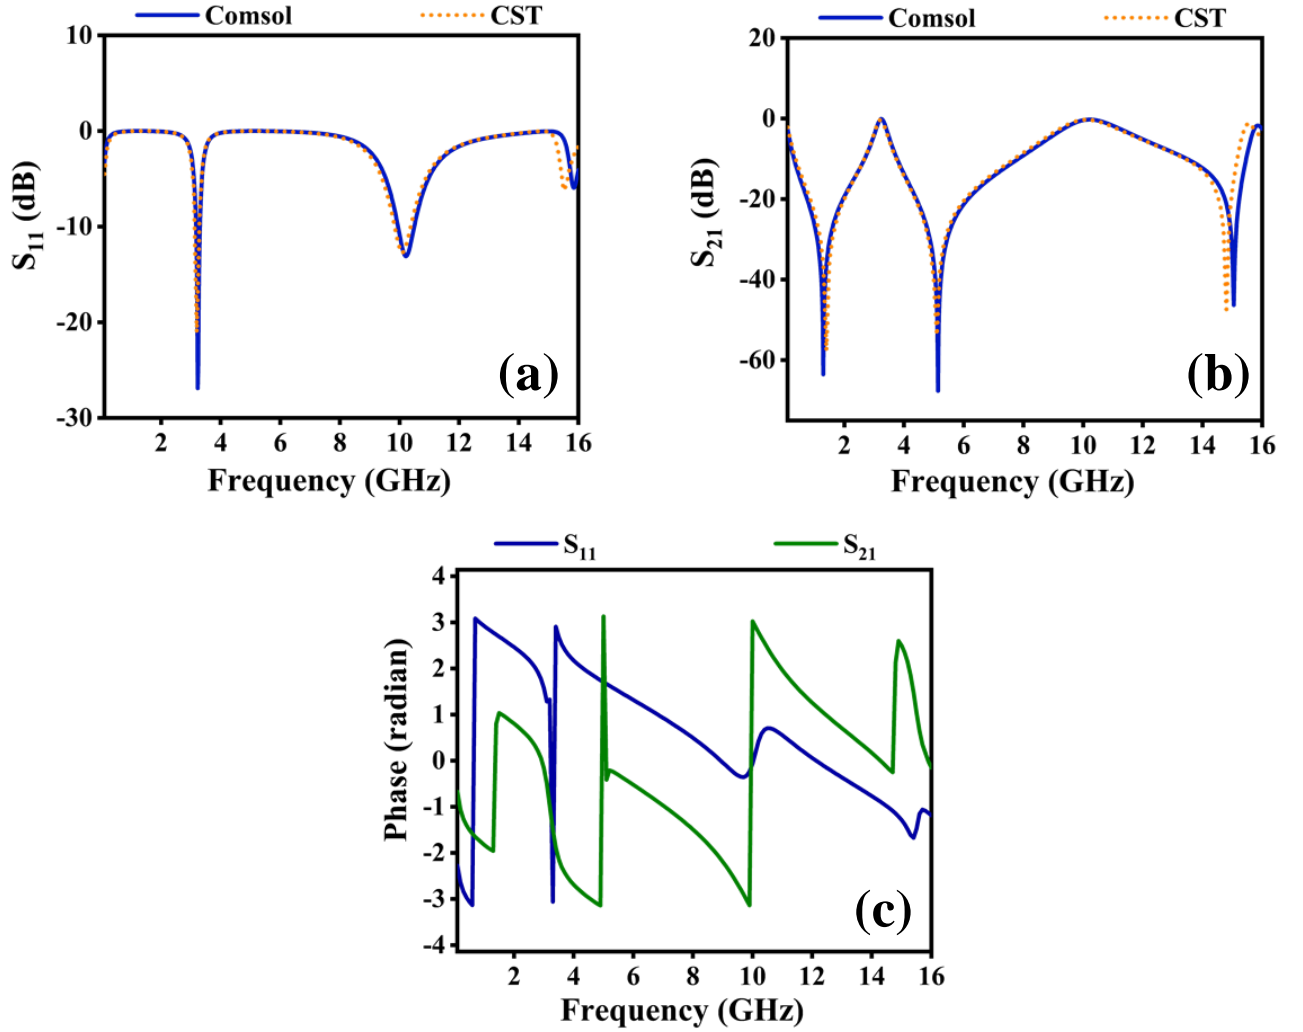 Comsol CST
10
0
-10
-20
-30
S11 (dB)
(a)
2 4 6 8 10 12 14 16
Frequency (GHz)
Comsol CST
20
0
-20
-40
-60
S21 (dB)
(b)
2 4 6 8 10 12 14 16
Frequency (GHz)
S11 S21
4
3
2
1
0
-1
-2
-3
-4
Phase (radian)
(c)
2 4 6 8 10 12 14 16
Frequency (GHz)